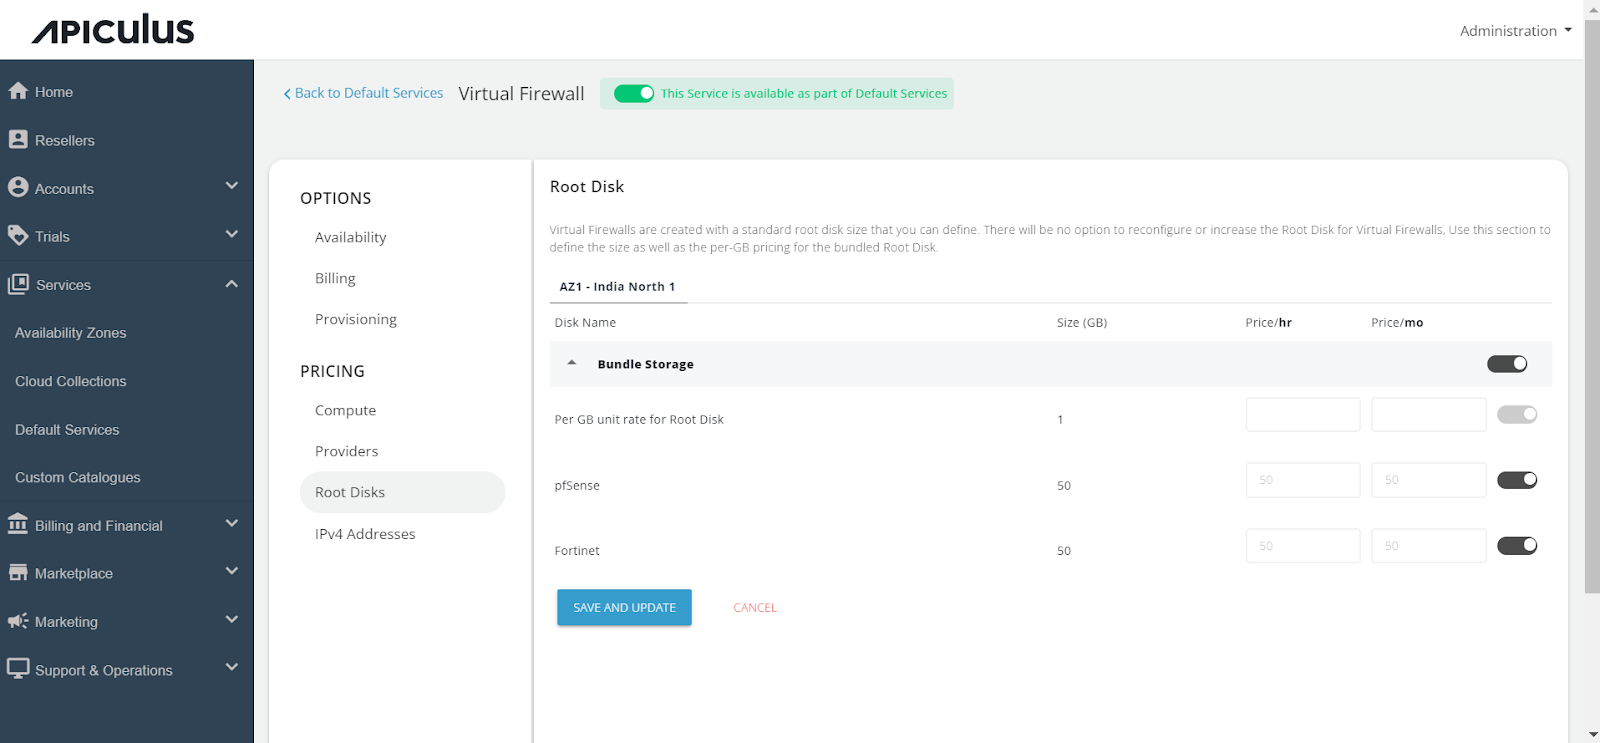 APICULUS
Administration
Home
Resellers
Accounts
Trials
Services
Availability Zones
Cloud Collections
Default Services
Custom Catalogues
Billing and Financial
Marketplace
Marketing
Support & Operations
Back to Default Services
Virtual Firewall
This Service is available as part of Default Services
OPTIONS
Availability
Billing
Provisioning
PRICING
Compute
Providers
Root Disks
IPv4 Addresses
Root Disk
Virtual Firewalls are created with a standard root disk size that you can define. There will be no option to reconfigure or increase the Root Disk for Virtual Firewalls, Use this section to
define the size as well as the per-GB pricing for the bundled Root Disk.
AZ1 - India North 1
Disk Name Size (GB) Price/hr Price/mo
Bundle Storage
Per GB unit rate for Root Disk 1
pfSense 50 50 50
Fortinet 50 50 50
SAVE AND UPDATE CANCEL